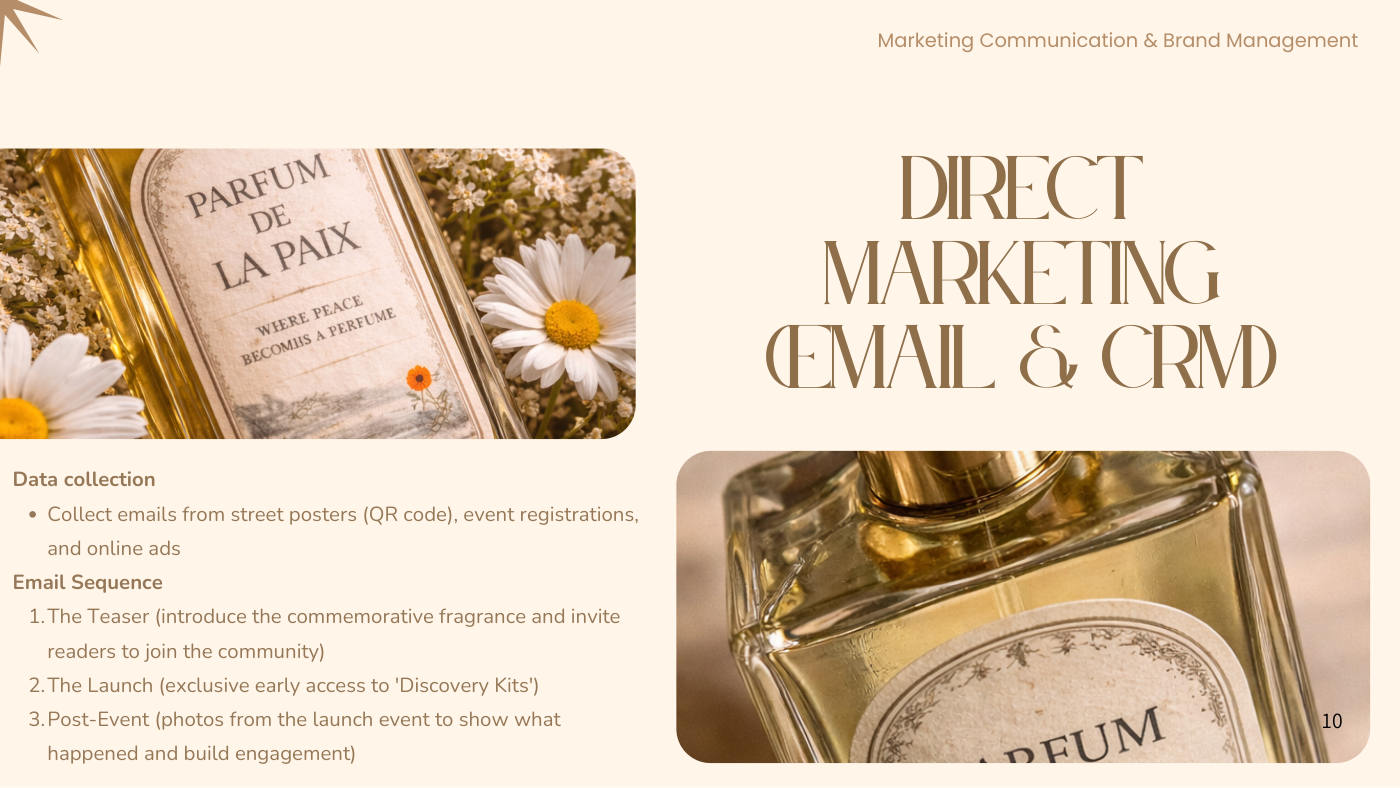 Marketing Communication & Brand Management
PARFUM
DE
LA PAIX
WIERE PEACE
BECOMIIS A PERFUME
DIRECT
MARKETING
(EMAIL & CRM)
Data collection
• Collect emails from street posters (QR code), event registrations,
and online ads
Email Sequence
1. The Teaser (introduce the commemorative fragrance and invite
readers to join the community)
2. The Launch (exclusive early access to 'Discovery Kits')
3. Post-Event (photos from the launch event to show what
happened and build engagement)
ARFUM
10